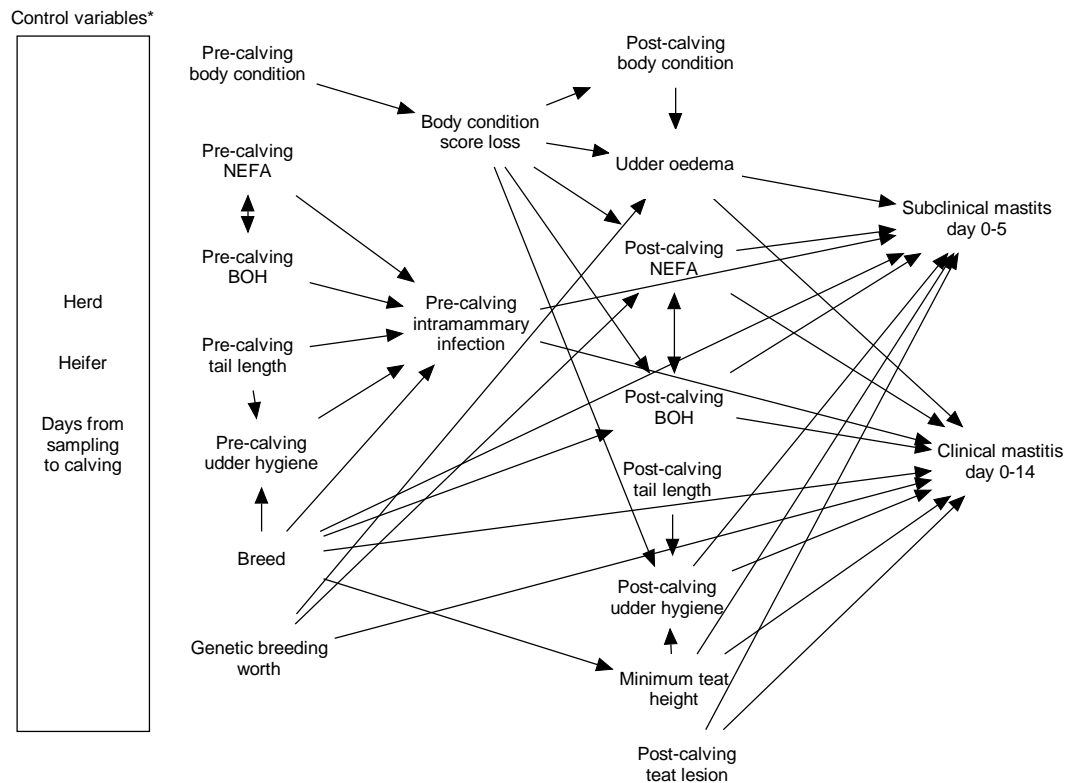 Control variables*
Herd
Heifer
Days from
sampling
to calving
Pre-calving
body condition
Pre-calving
NEFA
Pre-calving
BOH
Pre-calving
tail length
Pre-calving
udder hygiene
Breed
Genetic breeding
worth
Body condition
score loss
Pre-calving
intramammary
infection
Post-calving
body condition
Udder oedema
Post-calving
NEFA
Post-calving
BOH
Post-calving
tail length
Post-calving
udder hygiene
Minimum teat
height
Post-calving
teat lesion
Subclinical mastits
day 0-5
Clinical mastitis
day 0-14